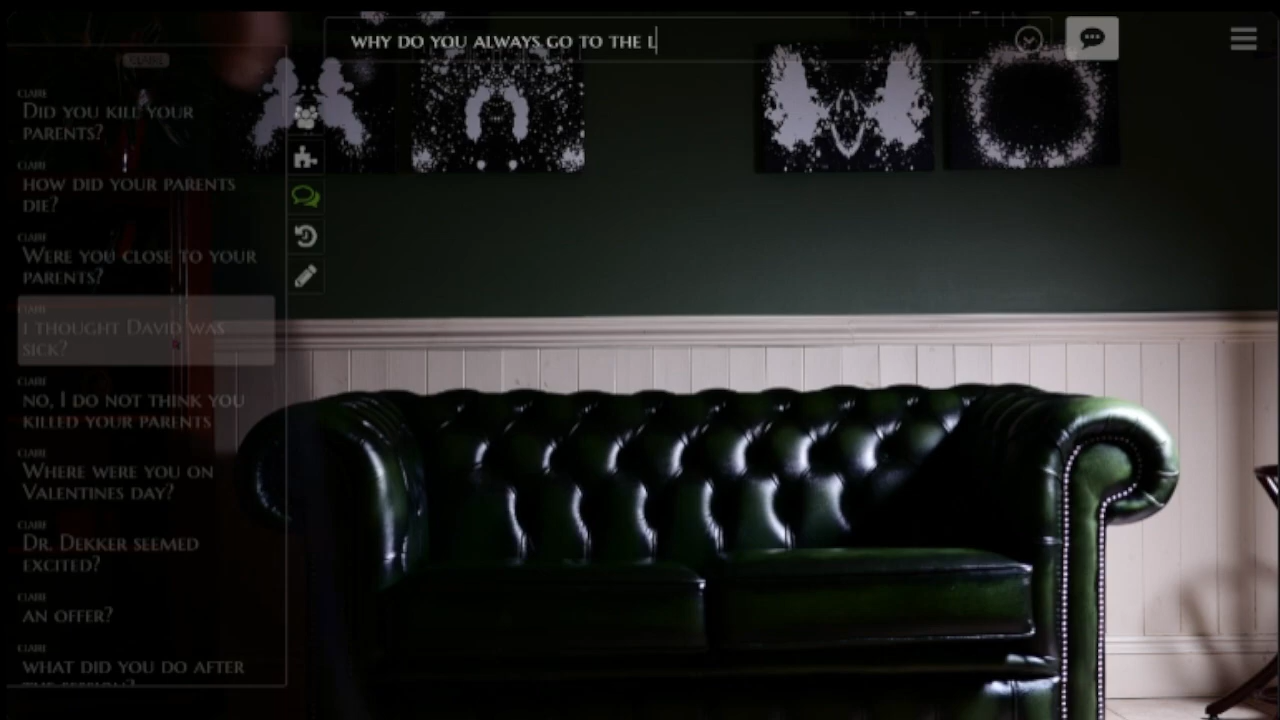 WHY DO YOU ALWAYS GO TO THE L
CLAIRE
CLAIRE
DID YOU KILL YOUR
PARENTS?
CLAIRE
HOW DID YOUR PARENTS
DIE?
CLAIRE
WERE YOU CLOSE TO YOUR
PARENTS?
CLAIRE
I THOUGHT DAVID WAS
SICK?
CLAIRE
NO, I DO NOT THINK YOU
KILLED YOUR PARENTS
CLAIRE
WHERE WERE YOU ON
VALENTINES DAY?
CLAIRE
DR. DEKKER SEEMED
EXCITED?
CLAIRE
AN OFFER?
CLAIRE
WHAT DID YOU DO AFTER
THE SESSION?